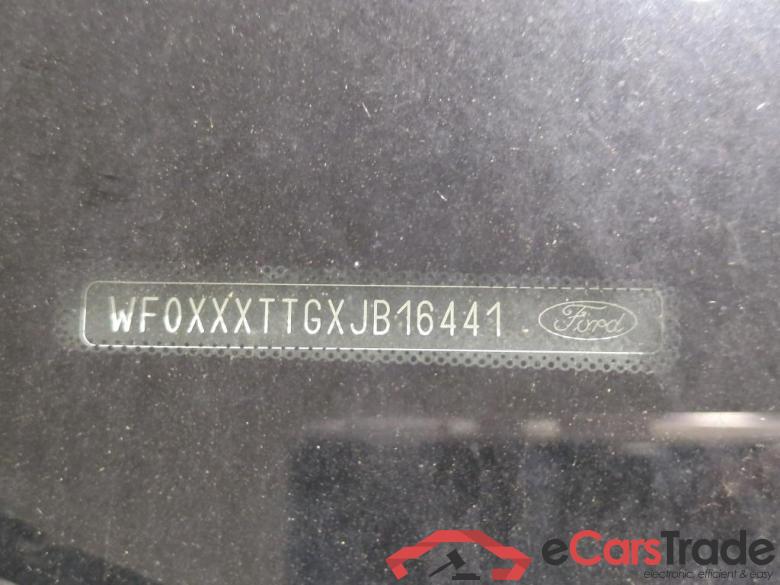 WF0XXXTTGXJB16441 Ford
eCarsTrade
electronic, efficient & easy